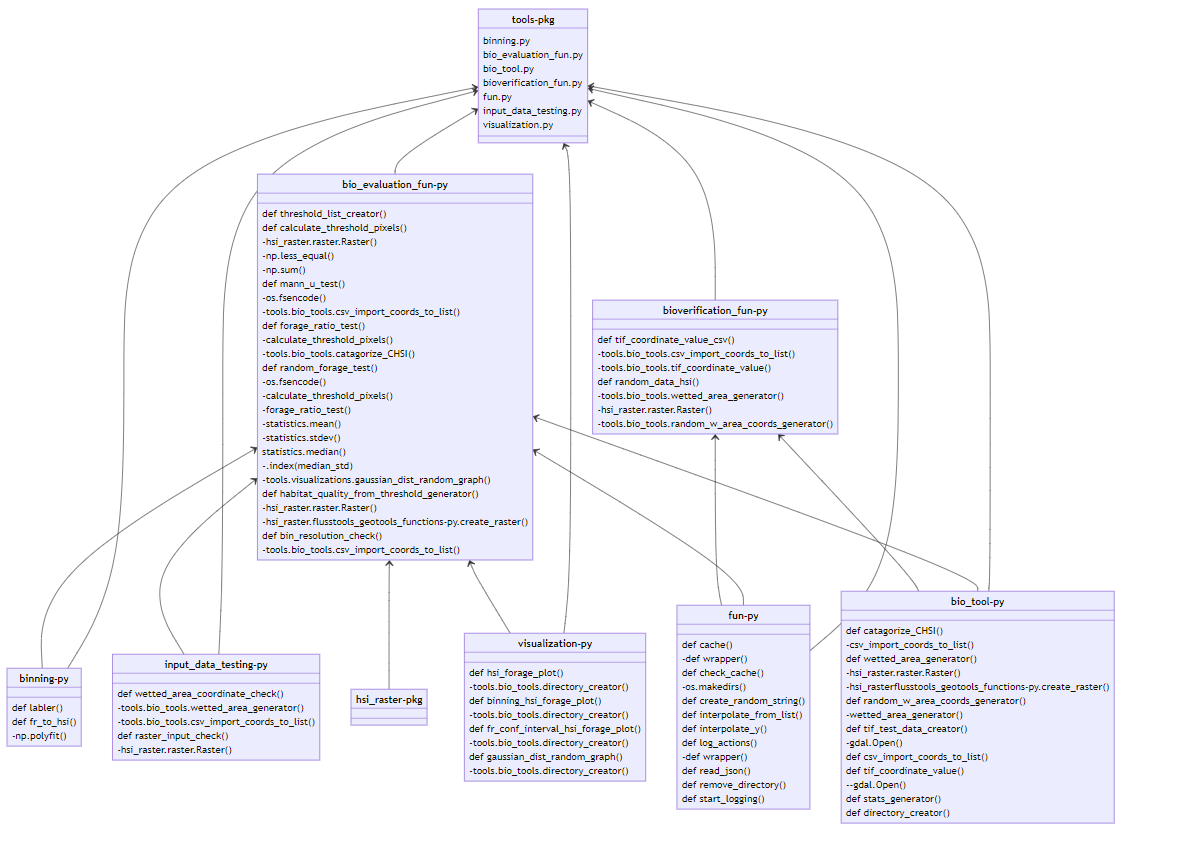 tools-pkg
binning.py
bio_evaluation_fun.py
bio_tool.py
bioverification_fun.py
fun.py
input_data_testing.py
visualization.py
bio_evaluation_fun-py
def threshold_list_creator()
def calculate_threshold_pixels()
-hsi_raster.raster.Raster()
-np.less_equal()
-np.sum()
def mann_u_test()
-os.fsencode()
-tools.bio_tools.csv_import_coords_to_list()
def forage_ratio_test()
-calculate_threshold_pixels()
-tools.bio_tools.catagorize_CHSI()
def random_forage_test()
-os.fsencode()
-calculate_threshold_pixels()
-forage_ratio_test()
-statistics.mean()
-statistics.stdev()
statistics.median()
-.index(median_std)
-tools.visualizations.gaussian_dist_random_graph()
def habitat_quality_from_threshold_generator()
-hsi_raster.raster.Raster()
-hsi_raster.flusstools_geotools_functions-py.create_raster()
def bin_resolution_check()
-tools.bio_tools.csv_import_coords_to_list()
bioverification_fun-py
def tif_coordinate_value_csv()
-tools.bio_tools.csv_import_coords_to_list()
-tools.bio_tools.tif_coordinate_value()
def random_data_hsi()
-tools.bio_tools.wetted_area_generator()
-hsi_raster.raster.Raster()
-tools.bio_tools.random_w_area_coords_generator()
binning-py
def labler()
def fr_to_hsi()
-np.polyfit()
input_data_testing-py
def wetted_area_coordinate_check()
-tools.bio_tools.wetted_area_generator()
-tools.bio_tools.csv_import_coords_to_list()
def raster_input_check()
-hsi_raster.raster.Raster()
hsi_raster-pkg
visualization-py
def hsi_forage_plot()
-tools.bio_tools.directory_creator()
def binning_hsi_forage_plot()
-tools.bio_tools.directory_creator()
def fr_conf_interval_hsi_forage_plot()
-tools.bio_tools.directory_creator()
def gaussian_dist_random_graph()
-tools.bio_tools.directory_creator()
fun-py
def cache()
-def wrapper()
def check_cache()
-os.makedirs()
def create_random_string()
def interpolate_from_list()
def interpolate_y()
def log_actions()
-def wrapper()
def read_json()
def remove_directory()
def start_logging()
bio_tool-py
def catagorize_CHSI()
-csv_import_coords_to_list()
def wetted_area_generator()
-hsi_raster.raster.Raster()
-hsi_rasterflusstools_geotools_functions-py.create_raster()
def random_w_area_coords_generator()
-wetted_area_generator()
def tif_test_data_creator()
-gdal.Open()
def csv_import_coords_to_list()
def tif_coordinate_value()
--gdal.Open()
def stats_generator()
def directory_creator()